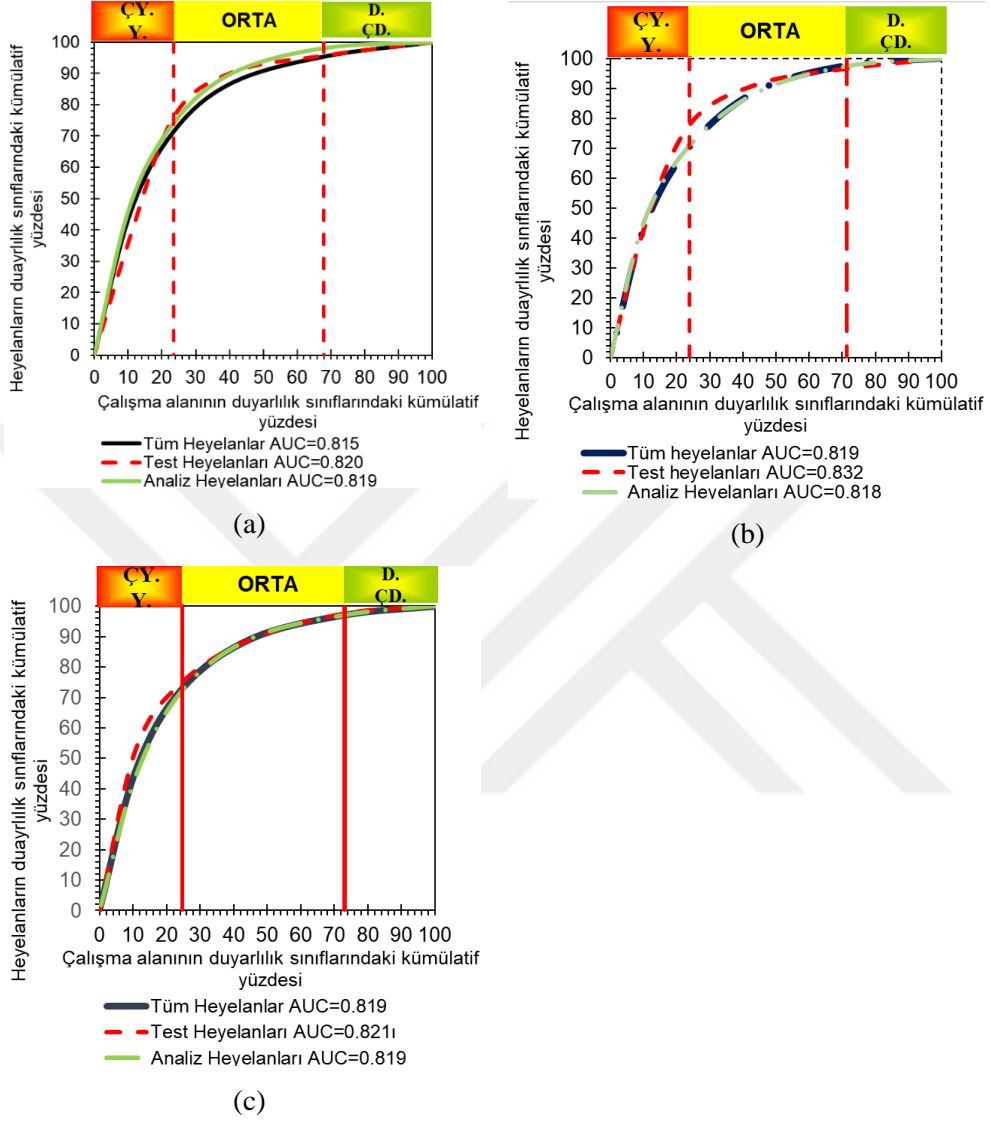 ÇY.
Y.
ORTA
D.
ÇD.
100
90
80
70
60
50
40
30
20
10
0
0 10 20 30 40 50 60 70 80 90 100
Heyelanların duayrlılık sınıflarındaki kümülatif
yüzdesi
Çalışma alanının duyarlılık sınıflarındaki kümülatif
yüzdesi
Tüm Heyelanlar AUC=0.815
Test Heyelanları AUC=0.820
Analiz Heyelanları AUC=0.819
(a)
ÇY.
Y.
ORTA
D.
ÇD.
100
90
80
70
60
50
40
30
20
10
0
0 10 20 30 40 50 60 70 80 90 100
Heyelanların duyarlılık sınıflarındaki kümülatif
yüzdesi
Çalışma alanının duyarlılık sınıflarındaki kümülatif
yüzdesi
Tüm heyelanlar AUC=0.819
Test heyelanları AUC=0.832
Analiz Heyelanları AUC=0.818
(b)
ÇY.
Y.
ORTA
D.
ÇD.
100
90
80
70
60
50
40
30
20
10
0
0 10 20 30 40 50 60 70 80 90 100
Heyelanların duayrlılık sınıflarındaki kümülatif
yüzdesi
Çalışma alanının duyarlılık sınıflarındaki kümülatif
yüzdesi
Tüm Heyelanlar AUC=0.819
Test Heyelanları AUC=0.821ı
Analiz Heyelanları AUC=0.819
(c)